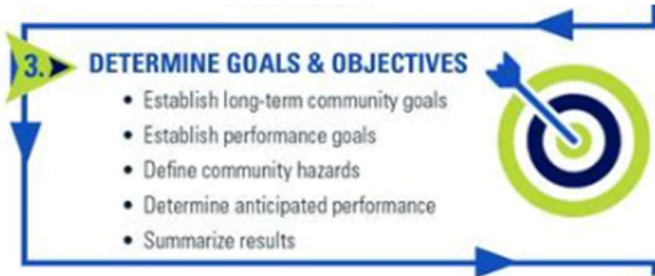 3. DETERMINE GOALS & OBJECTIVES
• Establish long-term community goals
• Establish performance goals
• Define community hazards
• Determine anticipated performance
• Summarize results